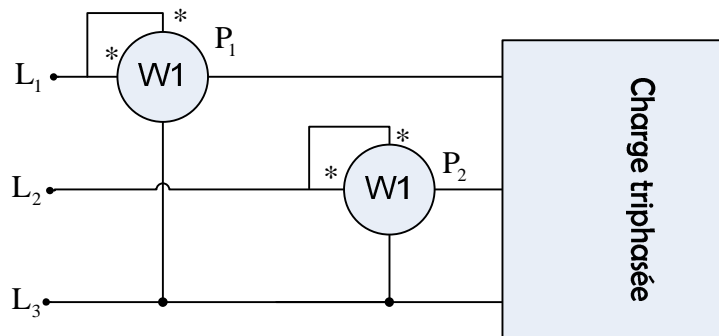 *
* P₁
L₁ W1
*
* P₂
L₂ W1
L₃
Charge triphasée